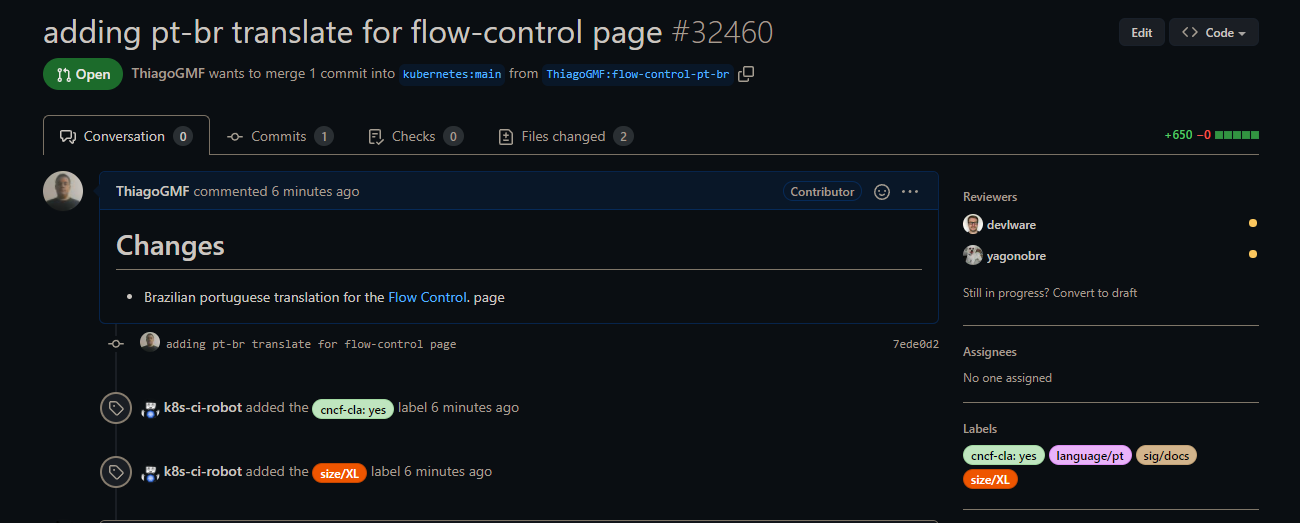 adding pt-br translate for flow-control page #32460
Edit
Code
Open
ThiagoGMF wants to merge 1 commit into kubernetes:main from ThiagoGMF:flow-control-pt-br
Conversation 0
Commits 1
Checks 0
Files changed 2
+650 −0
ThiagoGMF commented 6 minutes ago
Contributor
Changes
Brazilian portuguese translation for the Flow Control. page
adding pt-br translate for flow-control page
7ede0d2
k8s-ci-robot added the cncf-cla: yes label 6 minutes ago
k8s-ci-robot added the size/XL label 6 minutes ago
Reviewers
devlware
yagonobre
Still in progress? Convert to draft
Assignees
No one assigned
Labels
cncf-cla: yes language/pt sig/docs
size/XL